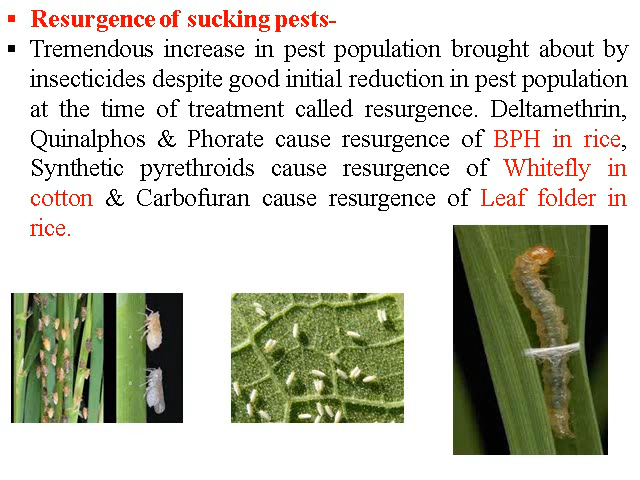 Resurgence of sucking pests-
Tremendous increase in pest population brought about by
insecticides despite good initial reduction in pest population
at the time of treatment called resurgence. Deltamethrin,
Quinalphos & Phorate cause resurgence of BPH in rice,
Synthetic pyrethroids cause resurgence of Whitefly in
cotton & Carbofuran cause resurgence of Leaf folder in
rice.